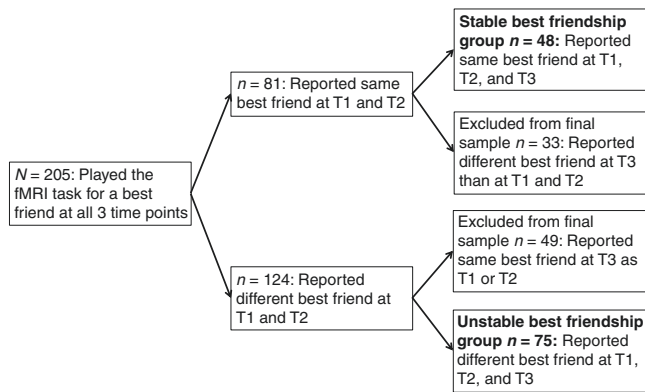 N = 205: Played the
fMRI task for a best
friend at all 3 time points
n = 81: Reported same
best friend at T1 and T2
n = 124: Reported
different best friend at
T1 and T2
Stable best friendship
group n = 48: Reported
same best friend at T1,
T2, and T3
Excluded from final
sample n = 33: Reported
different best friend at T3
than at T1 and T2
Excluded from final
sample n = 49: Reported
same best friend at T3 as
T1 or T2
Unstable best friendship
group n = 75: Reported
different best friend at T1,
T2, and T3